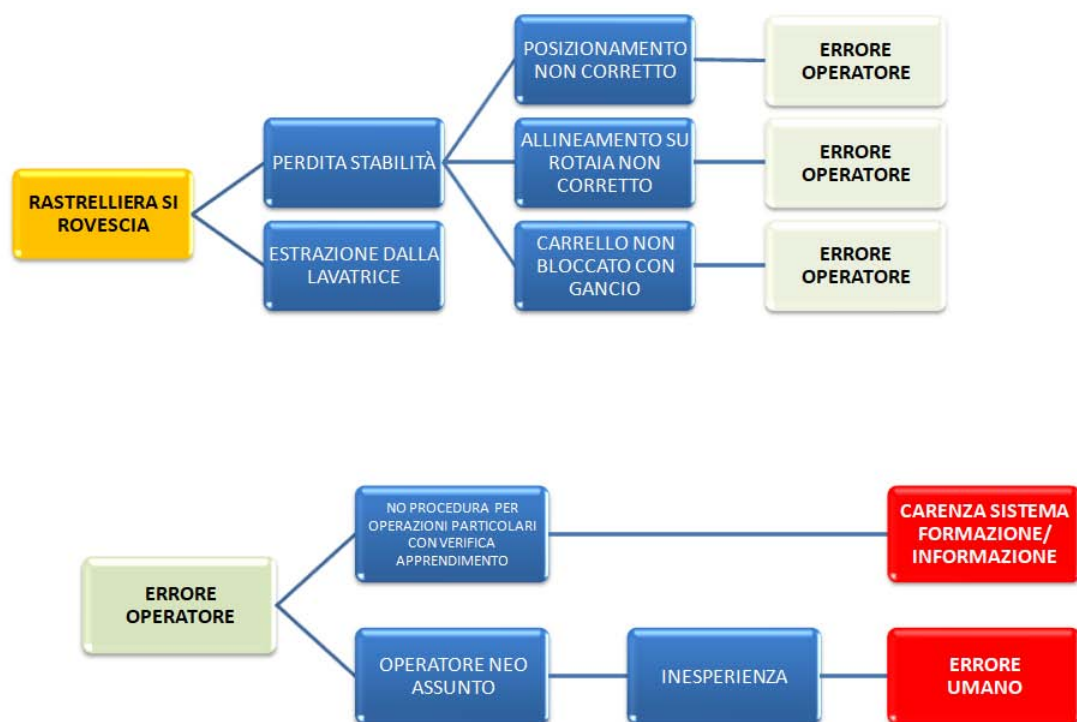 POSIZIONAMENTO
NON CORRETTO
ERRORE
OPERATORE
PERDITA STABILITÀ
ALLINEAMENTO SU
ROTAIA NON
CORRETTO
ERRORE
OPERATORE
RASTRELLIERA SI
ROVESCIA
ESTRAZIONE DALLA
LAVATRICE
CARRELLO NON
BLOCCATO CON
GANCIO
ERRORE
OPERATORE
NO PROCEDURA PER
OPERAZIONI PARTICOLARI
CON VERIFICA
APPRENDIMENTO
CARENZA SISTEMA
FORMAZIONE/
INFORMAZIONE
ERRORE
OPERATORE
OPERATORE NEO
ASSUNTO
INESPERIENZA
ERRORE
UMANO